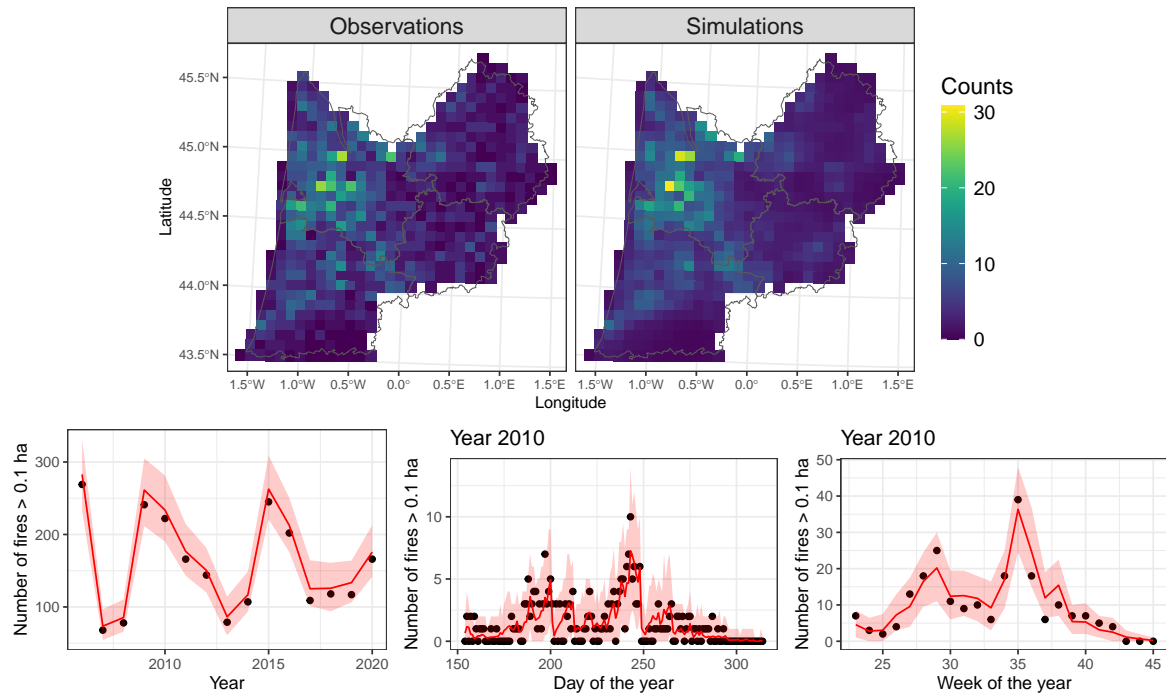 Observations
Simulations
45.5°N
45.0°N
44.5°N
44.0°N
43.5°N
Latitude
1.5°W 1.0°W 0.5°W 0.0° 0.5°E 1.0°E 1.5°E
1.5°W 1.0°W 0.5°W 0.0° 0.5°E 1.0°E 1.5°E
Longitude
Counts
30
20
10
0
Number of fires > 0.1 ha
300
200
100
2010 2015 2020
Year
Year 2010
Number of fires > 0.1 ha
10
5
0
150 200 250 300
Day of the year
Year 2010
Number of fires > 0.1 ha
50
40
30
20
10
0
25 30 35 40 45
Week of the year